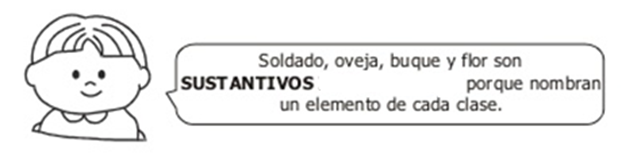 Soldado, oveja, buque y flor son
SUSTANTIVOS porque nombran
un elemento de cada clase.